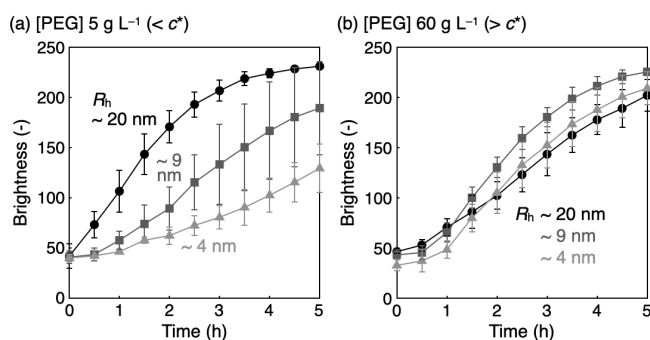 (a) [PEG] 5 g L⁻¹ (< c*)
250
200
150
100
50
0
Brightness (-)
Rh
~ 20 nm
~ 9
nm
~ 4 nm
0 1 2 3 4 5
Time (h)
(b) [PEG] 60 g L⁻¹ (> c*)
250
200
150
100
50
0
Brightness (-)
Rh ~ 20 nm
~ 9 nm
~ 4 nm
0 1 2 3 4 5
Time (h)